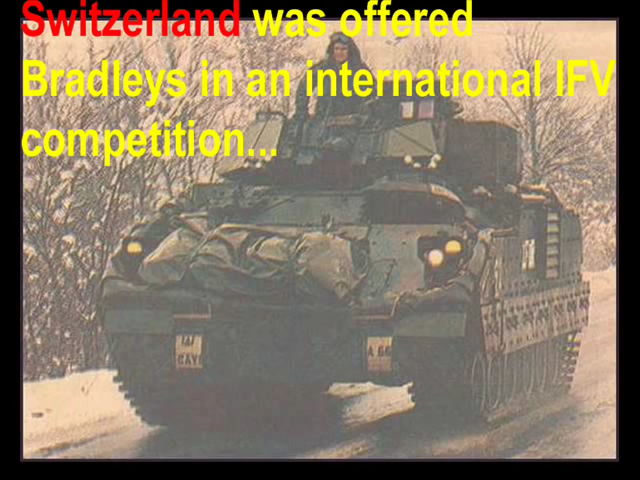 Switzerland was offered
Bradleys in an international IFV
competition...